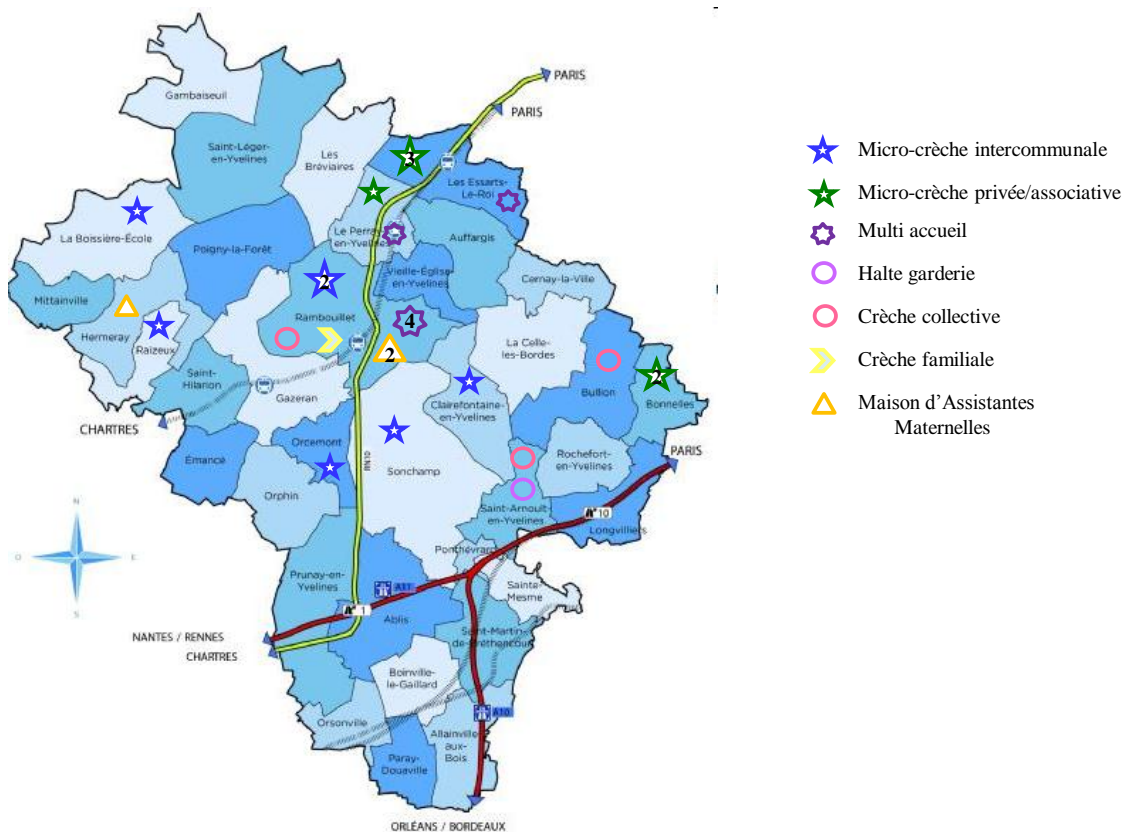 PARIS
PARIS
Gambaiseuil
Saint-Léger-
en-Yvelines
Les
Bréviaires
3
Les Essarts-
Le-Roi
La Boissière-École
Poigny-la-Forêt
Le Perray-
en-Yvelines
Auffargis
Mittainville
2
Rambouillet
Vieille-Église-
en-Yvelines
Cernay-la-Ville
Hermeray
Raizeux
4
2
La Celle-
les-Bordes
Bullion
2
Bonnelles
Saint-
Hilarion
Gazeran
Clairefontaine-
en-Yvelines
CHARTRES
Émancé
Orcemont
RN10
Sonchamp
Rochefort-
en-Yvelines
PARIS
Orphin
Saint-Arnoult-
en-Yvelines
10
Longvilliers
N
O
E
S
Ponthévrard
Prunay-en-
Yvelines
A11
Sainte-
Mesme
1
Ablis
Saint-Martin-
de-Bréthencourt
NANTES / RENNES
CHARTRES
Boinville-
le-Gaillard
Orsonville
A10
Allainville
aux-
Bois
Paray-
Douaville
ORLÉANS / BORDEAUX
Micro-crèche intercommunale
Micro-crèche privée/associative
Multi accueil
Halte garderie
Crèche collective
Crèche familiale
Maison d'Assistantes
Maternelles